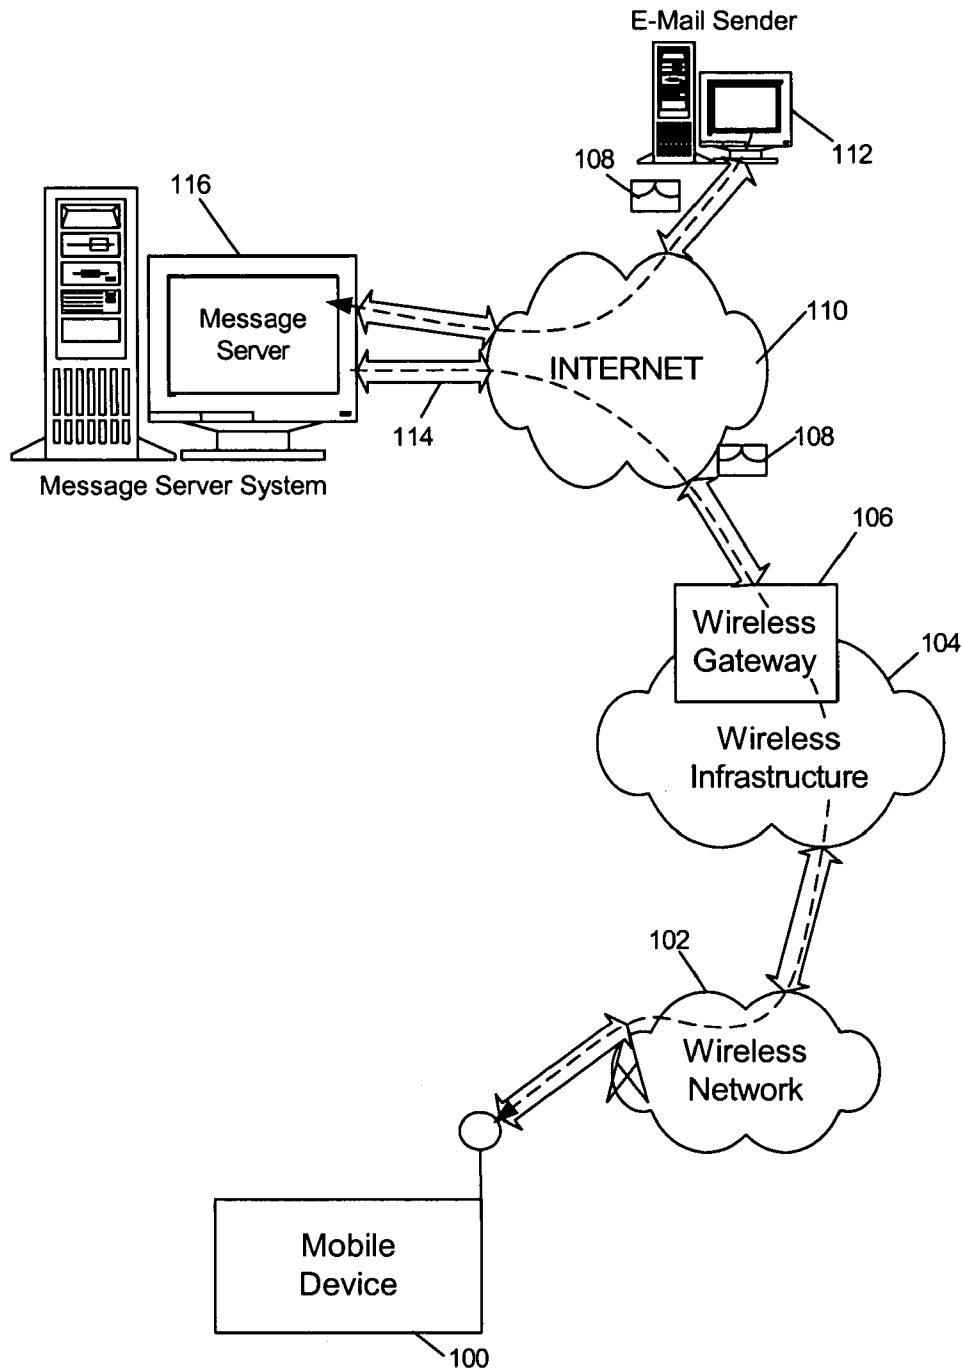 E-Mail Sender
112
108
116
Message
Server
110
INTERNET
114
108
Message Server System
106
Wireless
Gateway
104
Wireless
Infrastructure
102
Wireless
Network
Mobile
Device
100